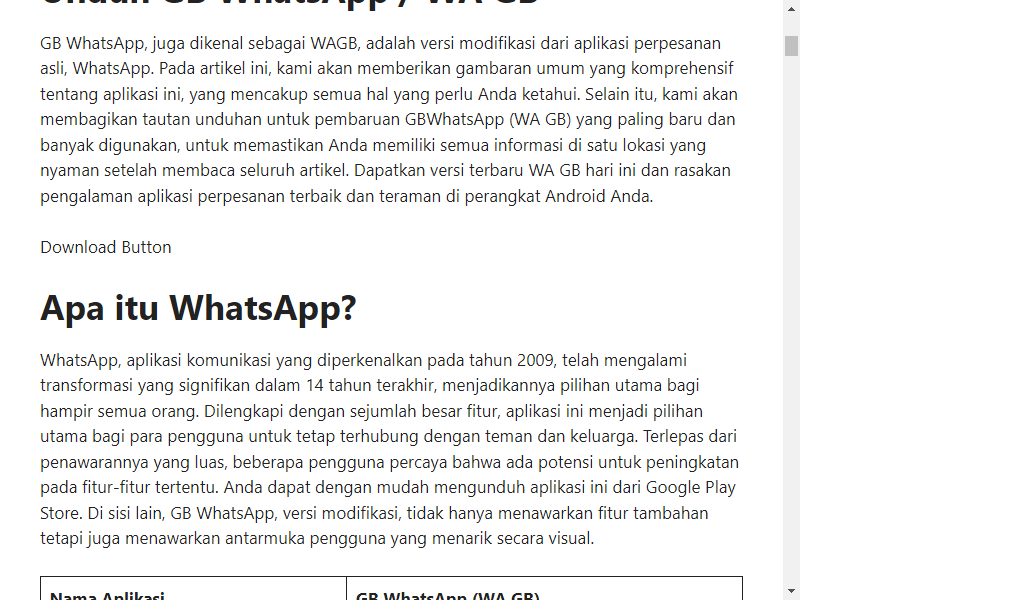 Unduh GB WhatsApp / WA GB
GB WhatsApp, juga dikenal sebagai WAGB, adalah versi modifikasi dari aplikasi perpesanan
asli, WhatsApp. Pada artikel ini, kami akan memberikan gambaran umum yang komprehensif
tentang aplikasi ini, yang mencakup semua hal yang perlu Anda ketahui. Selain itu, kami akan
membagikan tautan unduhan untuk pembaruan GBWhatsApp (WA GB) yang paling baru dan
banyak digunakan, untuk memastikan Anda memiliki semua informasi di satu lokasi yang
nyaman setelah membaca seluruh artikel. Dapatkan versi terbaru WA GB hari ini dan rasakan
pengalaman aplikasi perpesanan terbaik dan teraman di perangkat Android Anda.
Download Button
Apa itu WhatsApp?
WhatsApp, aplikasi komunikasi yang diperkenalkan pada tahun 2009, telah mengalami
transformasi yang signifikan dalam 14 tahun terakhir, menjadikannya pilihan utama bagi
hampir semua orang. Dilengkapi dengan sejumlah besar fitur, aplikasi ini menjadi pilihan
utama bagi para pengguna untuk tetap terhubung dengan teman dan keluarga. Terlepas dari
penawarannya yang luas, beberapa pengguna percaya bahwa ada potensi untuk peningkatan
pada fitur-fitur tertentu. Anda dapat dengan mudah mengunduh aplikasi ini dari Google Play
Store. Di sisi lain, GB WhatsApp, versi modifikasi, tidak hanya menawarkan fitur tambahan
tetapi juga menawarkan antarmuka pengguna yang menarik secara visual.
Nama Aplikasi
GB WhatsApp (WA GB)